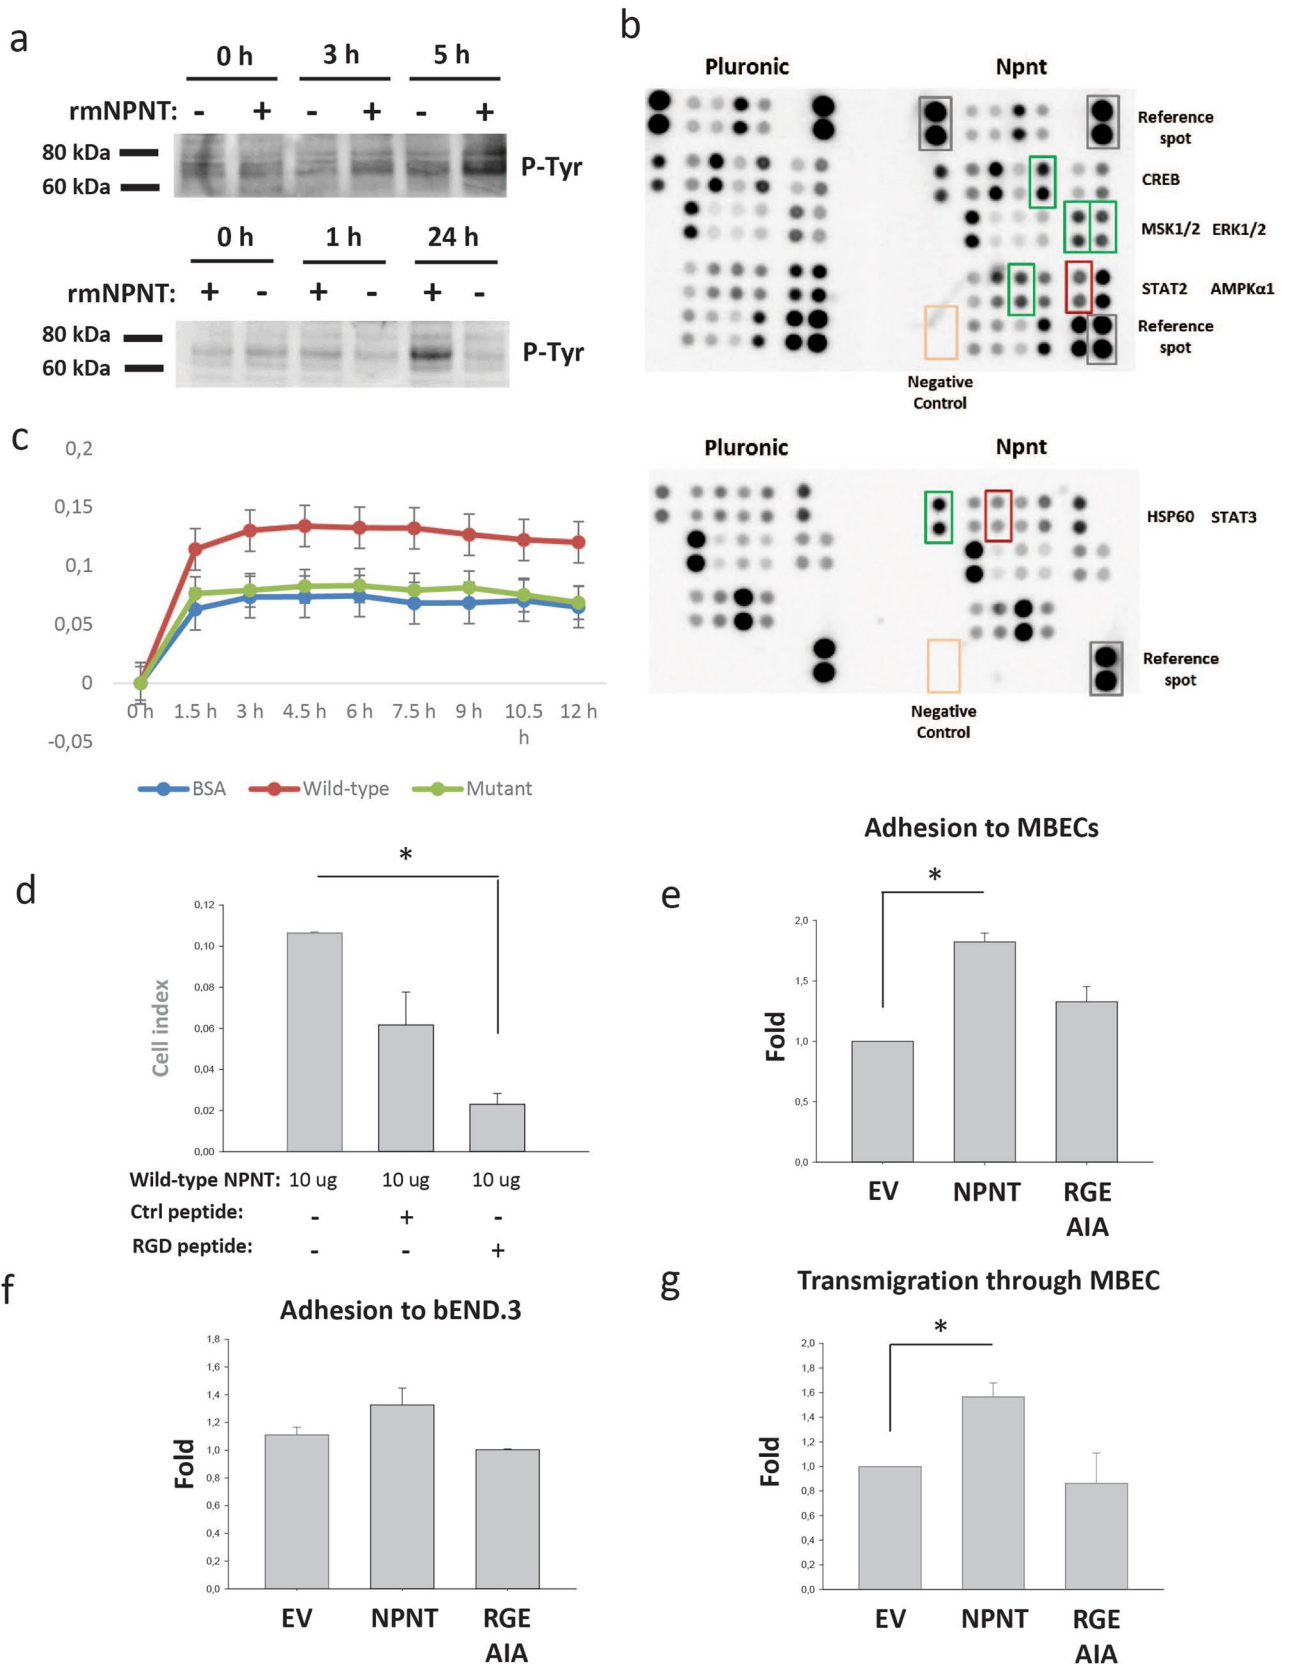 a
0 h 3 h 5 h
rmNPNT: - + - + - +
80 kDa
60 kDa
P-Tyr
0 h 1 h 24 h
rmNPNT: + - + - + -
80 kDa
60 kDa
P-Tyr
b
Pluronic Npnt
Reference
spot
CREB
MSK1/2 ERK1/2
STAT2 AMPKα1
Reference
spot
Negative
Control
Pluronic Npnt
HSP60 STAT3
Reference
spot
Negative
Control
c
0,2
0,15
0,1
0,05
0
-0,05
0 h 1.5 h 3 h 4.5 h 6 h 7.5 h 9 h 10.5 12 h
h
BSA Wild-type Mutant
d
*
0,12
0,10
0,08
0,06
0,04
0,02
0,00
Cell index
Wild-type NPNT: 10 ug 10 ug 10 ug
Ctrl peptide: - + -
RGD peptide: - - +
e
Adhesion to MBECs
*
2,0
1,5
1,0
0,5
0,0
Fold
EV NPNT RGE
AIA
f
Adhesion to bEND.3
1,8
1,6
1,4
1,2
1,0
0,8
0,6
0,4
0,2
0,0
Fold
EV NPNT RGE
AIA
g
Transmigration through MBEC
*
2,0
1,8
1,6
1,4
1,2
1,0
0,8
0,6
0,4
0,2
0,0
Fold
EV NPNT RGE
AIA